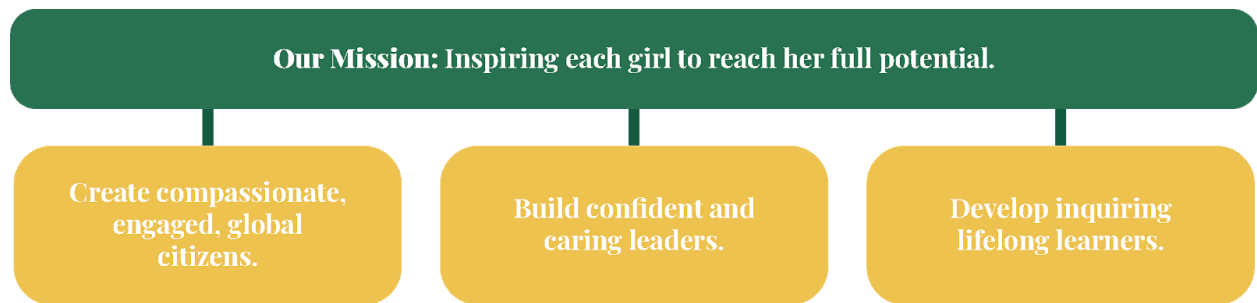 Our Mission: Inspiring each girl to reach her full potential.
Create compassionate,
engaged, global
citizens.
Build confident and
caring leaders.
Develop inquiring
lifelong learners.